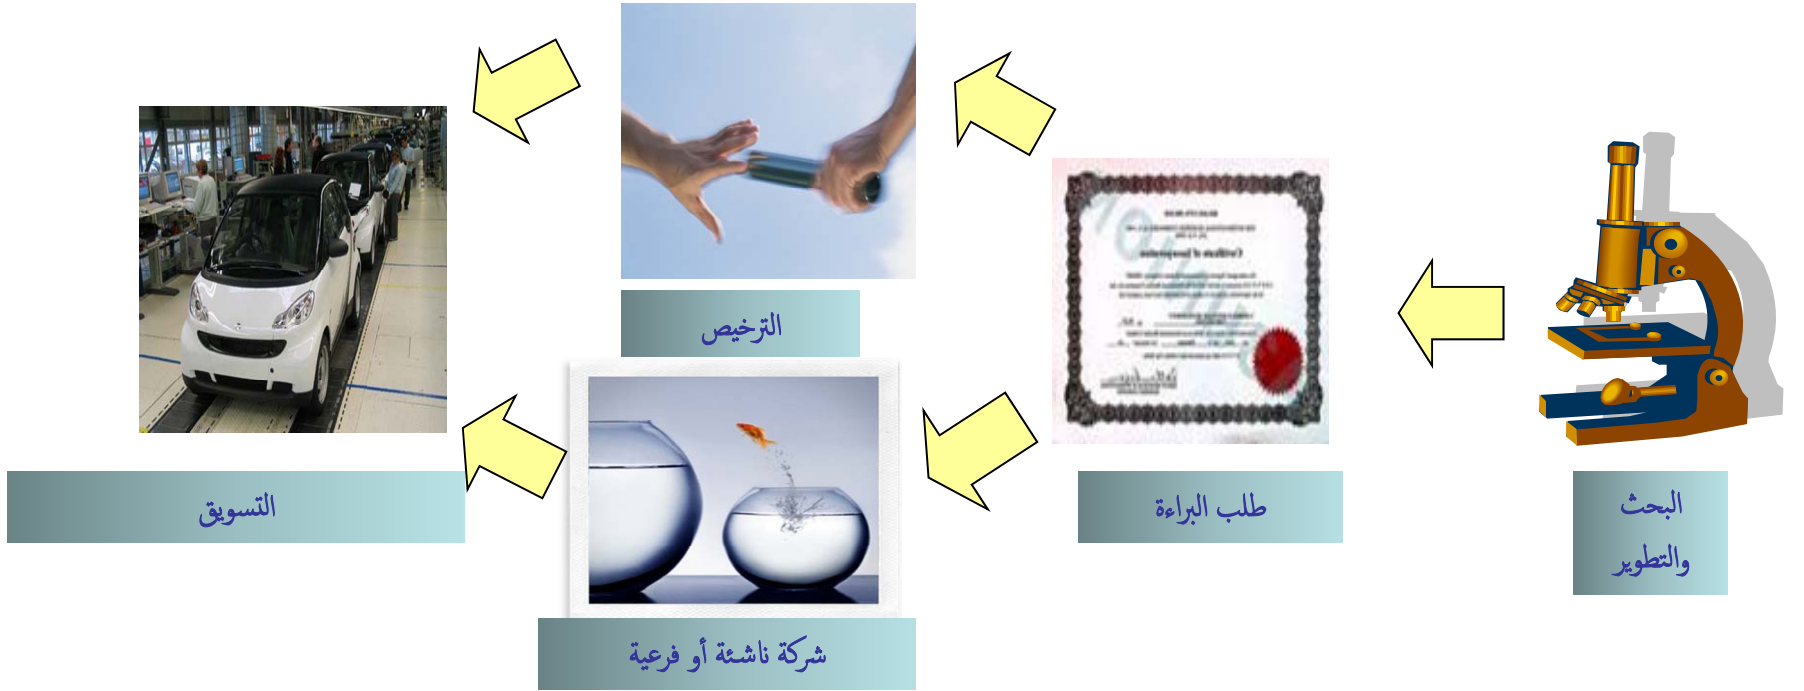 البحث
والتطوير
طلب البراءة
الترخيص
شركة ناشئة أو فرعية
التسويق